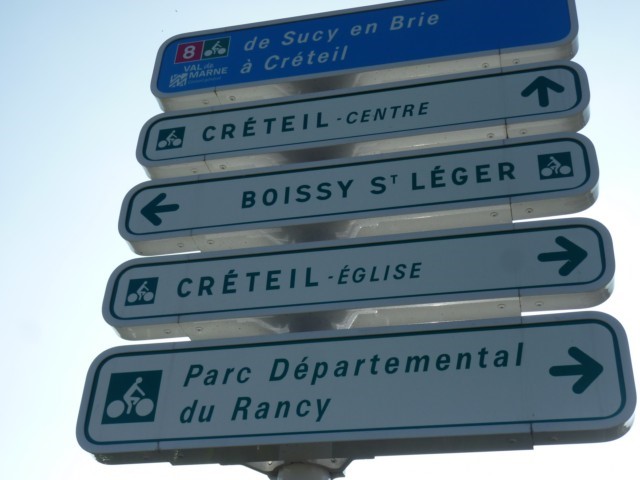 8 de Sucy en Brie
à Créteil
VAL de
MARNE
CRÉTEIL - CENTRE
BOISSY ST LÉGER
CRÉTEIL - ÉGLISE
Parc Départemental
du Rancy